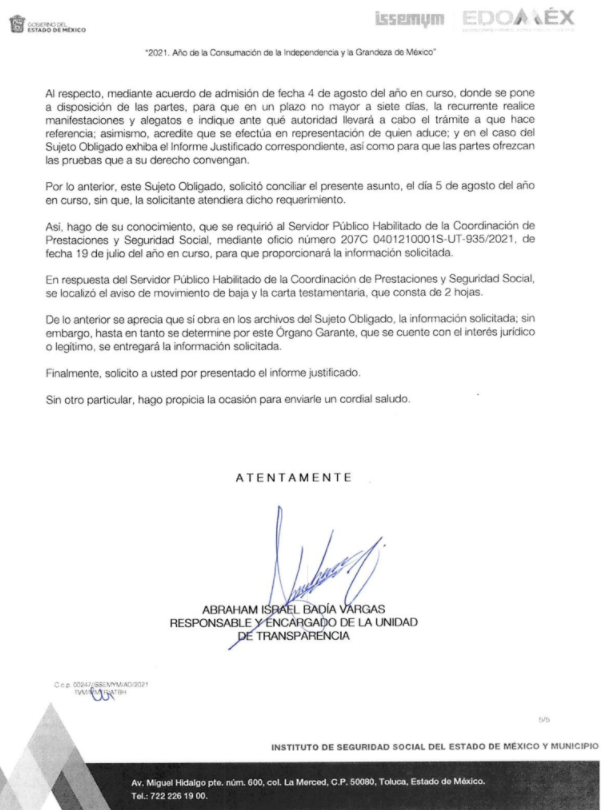 GOBIERNO DEL
ESTADO DE MÉXICO
issemym
EDOMÉX
"2021. Año de la Consumación de la Independencia y la Grandeza de México".
Al respecto, mediante acuerdo de admisión de fecha 4 de agosto del año en curso, donde se pone
a disposición de las partes, para que en un plazo no mayor a siete días, la recurrente realice
manifestaciones y alegatos e indique ante qué autoridad llevará a cabo el trámite a que hace
referencia; asimismo, acredite que se efectúa en representación de quien aduce; y en el caso del
Sujeto Obligado exhiba el Informe Justificado correspondiente, así como para que las partes ofrezcan
las pruebas que a su derecho convengan.
Por lo anterior, este Sujeto Obligado, solicitó conciliar el presente asunto, el día 5 de agosto del año
en curso, sin que, la solicitante atendiera dicho requerimiento.
Asi, hago de su conocimiento, que se requirió al Servidor Público Habilitado de la Coordinación de
Prestaciones y Seguridad Social, mediante oficio número 207C 0401210001S-UT-935/2021, de
fecha 19 de julio del año en curso, para que proporcionará la información solicitada.
En respuesta del Servidor Público Habilitado de la Coordinación de Prestaciones y Seguridad Social,
se localizó el aviso de movimiento de baja y la carta testamentaria, que consta de 2 hojas.
De lo anterior se aprecia que sí obra en los archivos del Sujeto Obligado, la información solicitada; sin
embargo, hasta en tanto se determine por este Órgano Garante, que se cuente con el interés jurídico
o legítimo, se entregará la información solicitada.
Finalmente, solicito a usted por presentado el informe justificado.
Sin otro particular, hago propicia la ocasión para enviarle un cordial saludo.
ATENTAMENTE
ABRAHAM ISRAEL BADÍA VARGAS
RESPONSABLE Y ENCARGADO DE LA UNIDAD
DE TRANSPARENCIA
C.c.p. 00247/ISSEMYM/AD/2021
5/5
INSTITUTO DE SEGURIDAD SOCIAL DEL ESTADO DE MÉXICO Y MUNICIPIO
Av. Miguel Hidalgo pte. núm. 600, col. La Merced, C.P. 50080, Toluca, Estado de México.
Tel.: 722 226 19 00.